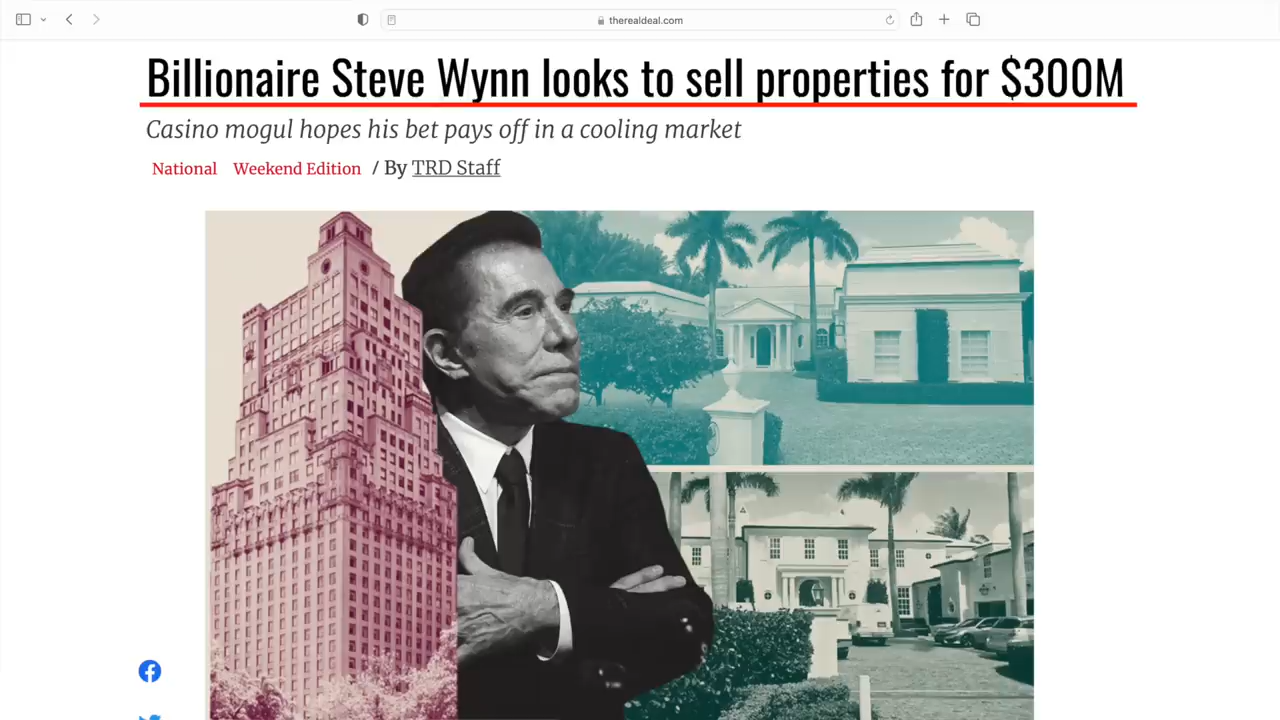 therealdeal.com
Billionaire Steve Wynn looks to sell properties for $300M
Casino mogul hopes his bet pays off in a cooling market
National Weekend Edition / By TRD Staff